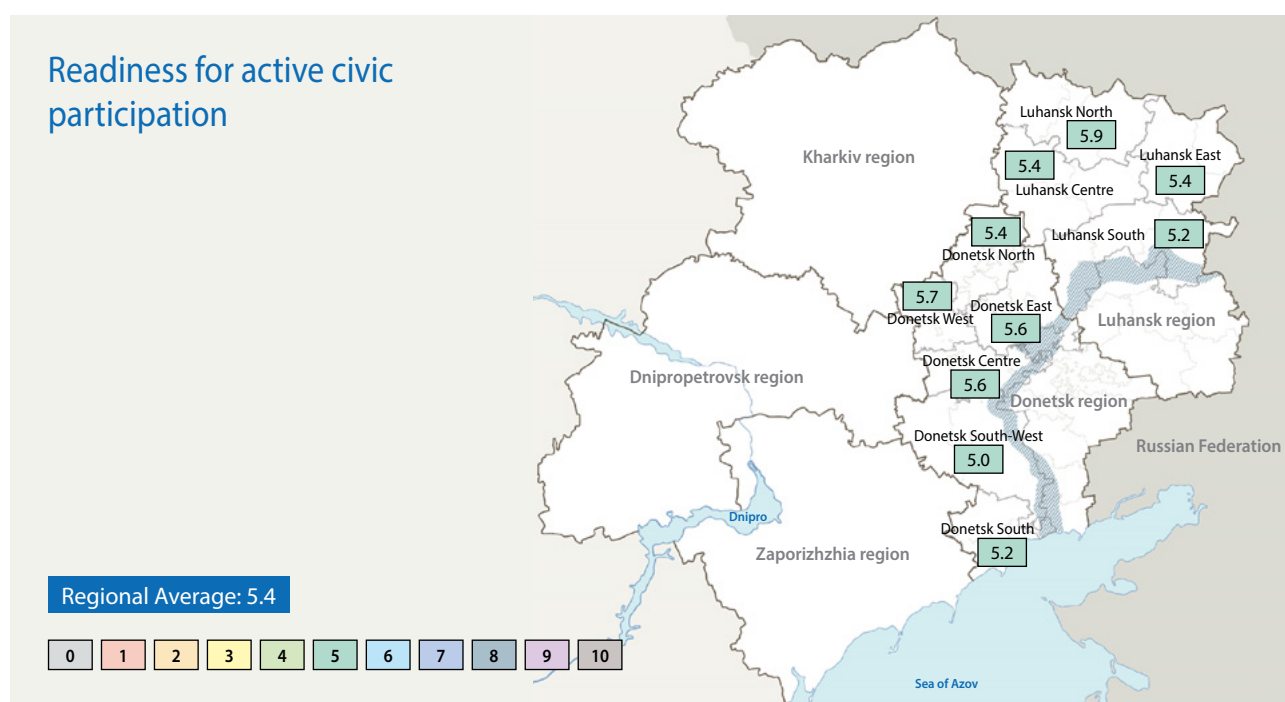 Readiness for active civic
participation
Luhansk North
5.9
Kharkiv region
Luhansk East
5.4
5.4
Luhansk Centre
5.4
Donetsk North
Luhansk South
5.2
5.7
Donetsk West
Donetsk East
5.6
Luhansk region
Donetsk Centre
5.6
Dnipropetrovsk region
Donetsk region
Donetsk South-West
5.0
Russian Federation
Dnipro
Donetsk South
5.2
Zaporizhzhia region
Regional Average: 5.4
0 1 2 3 4 5 6 7 8 9 10
Sea of Azov